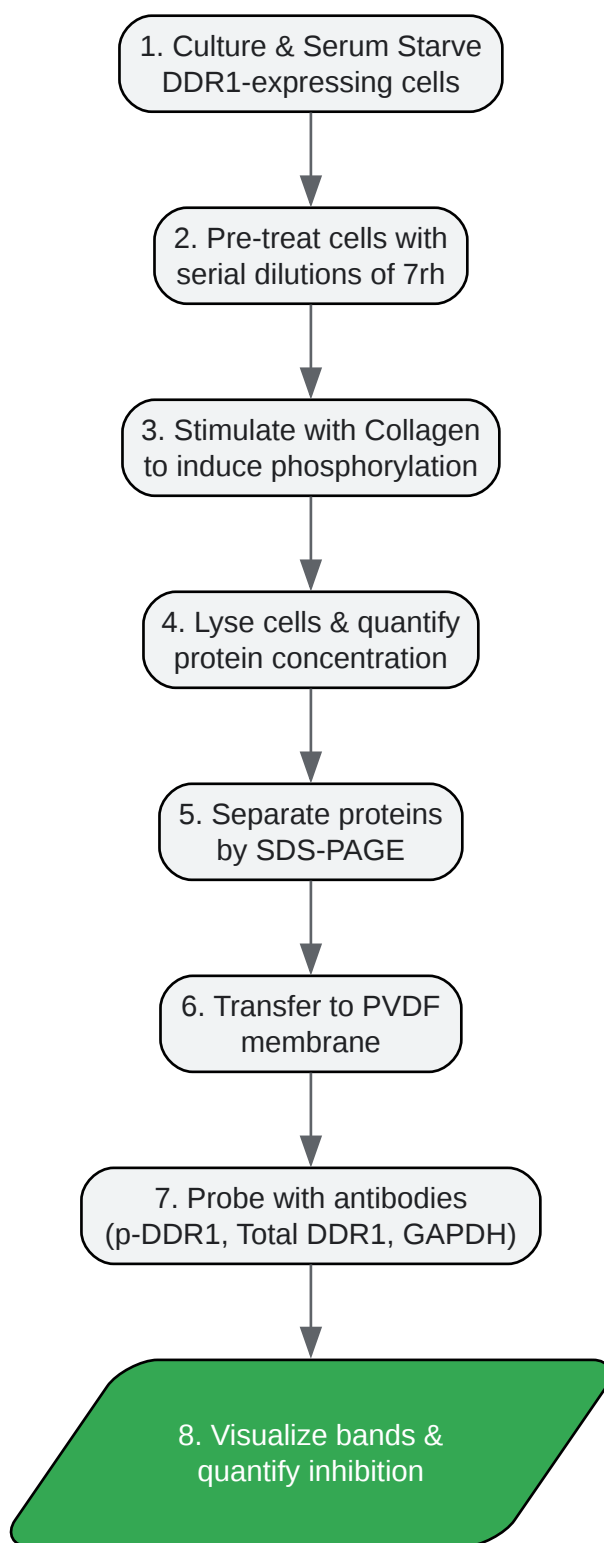 1. Culture & Serum Starve
DDR1-expressing cells
2. Pre-treat cells with
serial dilutions of 7rh
3. Stimulate with Collagen
to induce phosphorylation
4. Lyse cells & quantify
protein concentration
5. Separate proteins
by SDS-PAGE
6. Transfer to PVDF
membrane
7. Probe with antibodies
(p-DDR1, Total DDR1, GAPDH)
8. Visualize bands &
quantify inhibition